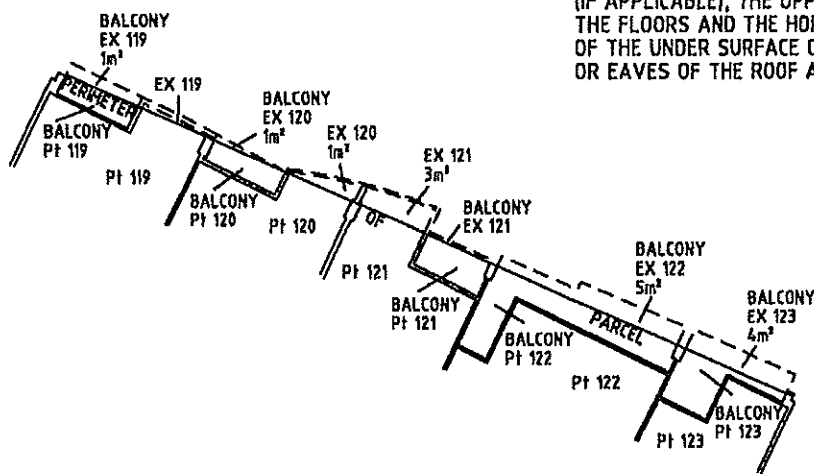 (IF APPLICABLE), THE UPP
THE FLOORS AND THE HOR
OF THE UNDER SURFACE O
OR EAVES OF THE ROOF A
BALCONY
EX 119
1m²
EX 119
PERIMETER
BALCONY
Pt 119
Pt 119
BALCONY
EX 120
1m²
BALCONY
Pt 120
Pt 120
EX 120
1m²
EX 121
3m²
OF
Pt 121
BALCONY
EX 121
BALCONY
Pt 121
BALCONY
Pt 122
BALCONY
EX 122
5m²
PARCEL
Pt 122
BALCONY
EX 123
4m²
BALCONY
Pt 123
Pt 123